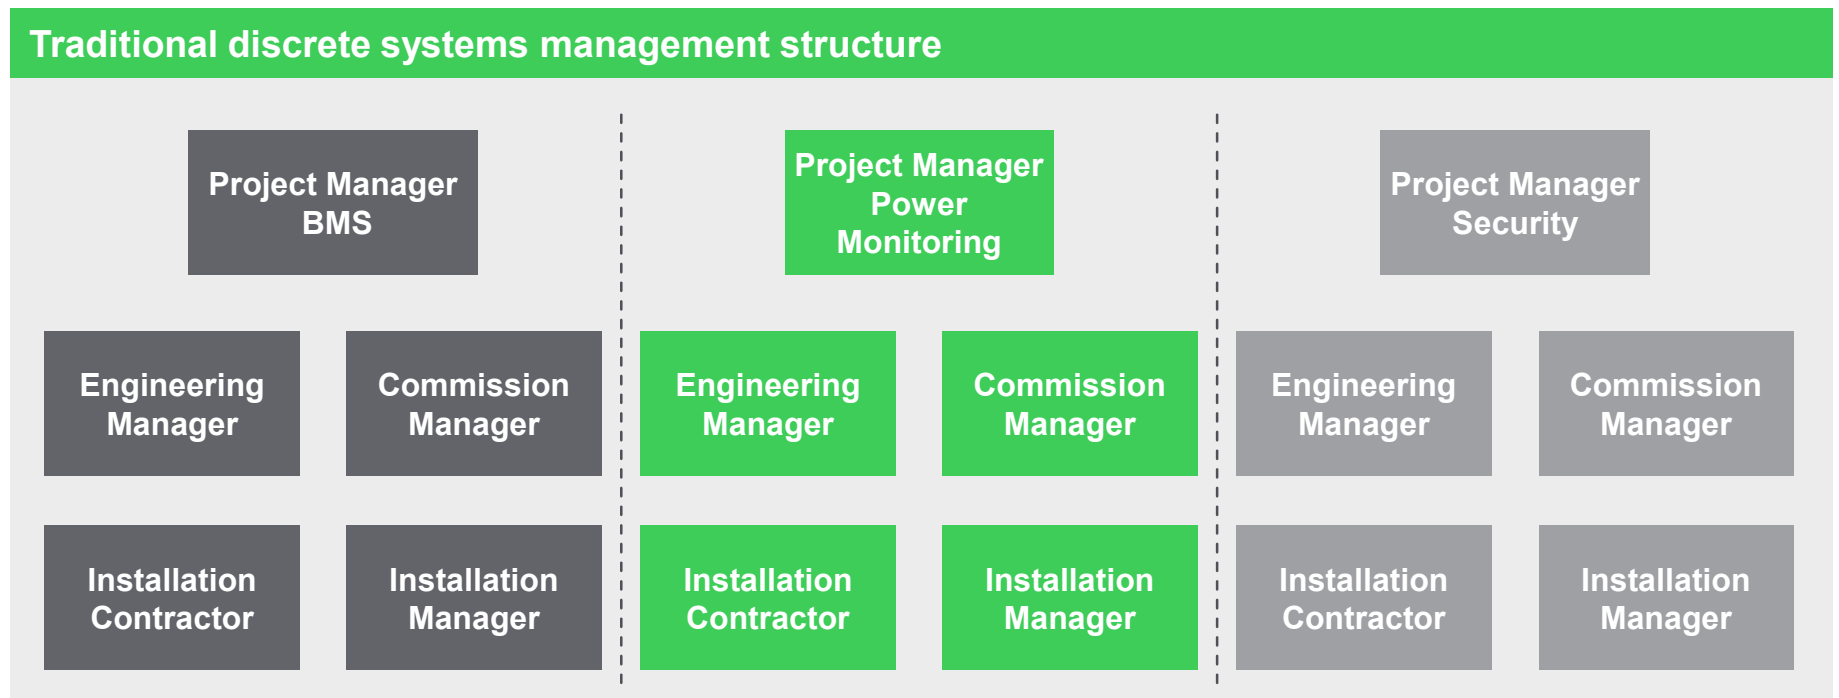 Traditional discrete systems management structure
Project Manager
BMS
Project Manager
Power
Monitoring
Project Manager
Security
Engineering
Manager
Commission
Manager
Engineering
Manager
Commission
Manager
Engineering
Manager
Commission
Manager
Installation
Contractor
Installation
Manager
Installation
Contractor
Installation
Manager
Installation
Contractor
Installation
Manager